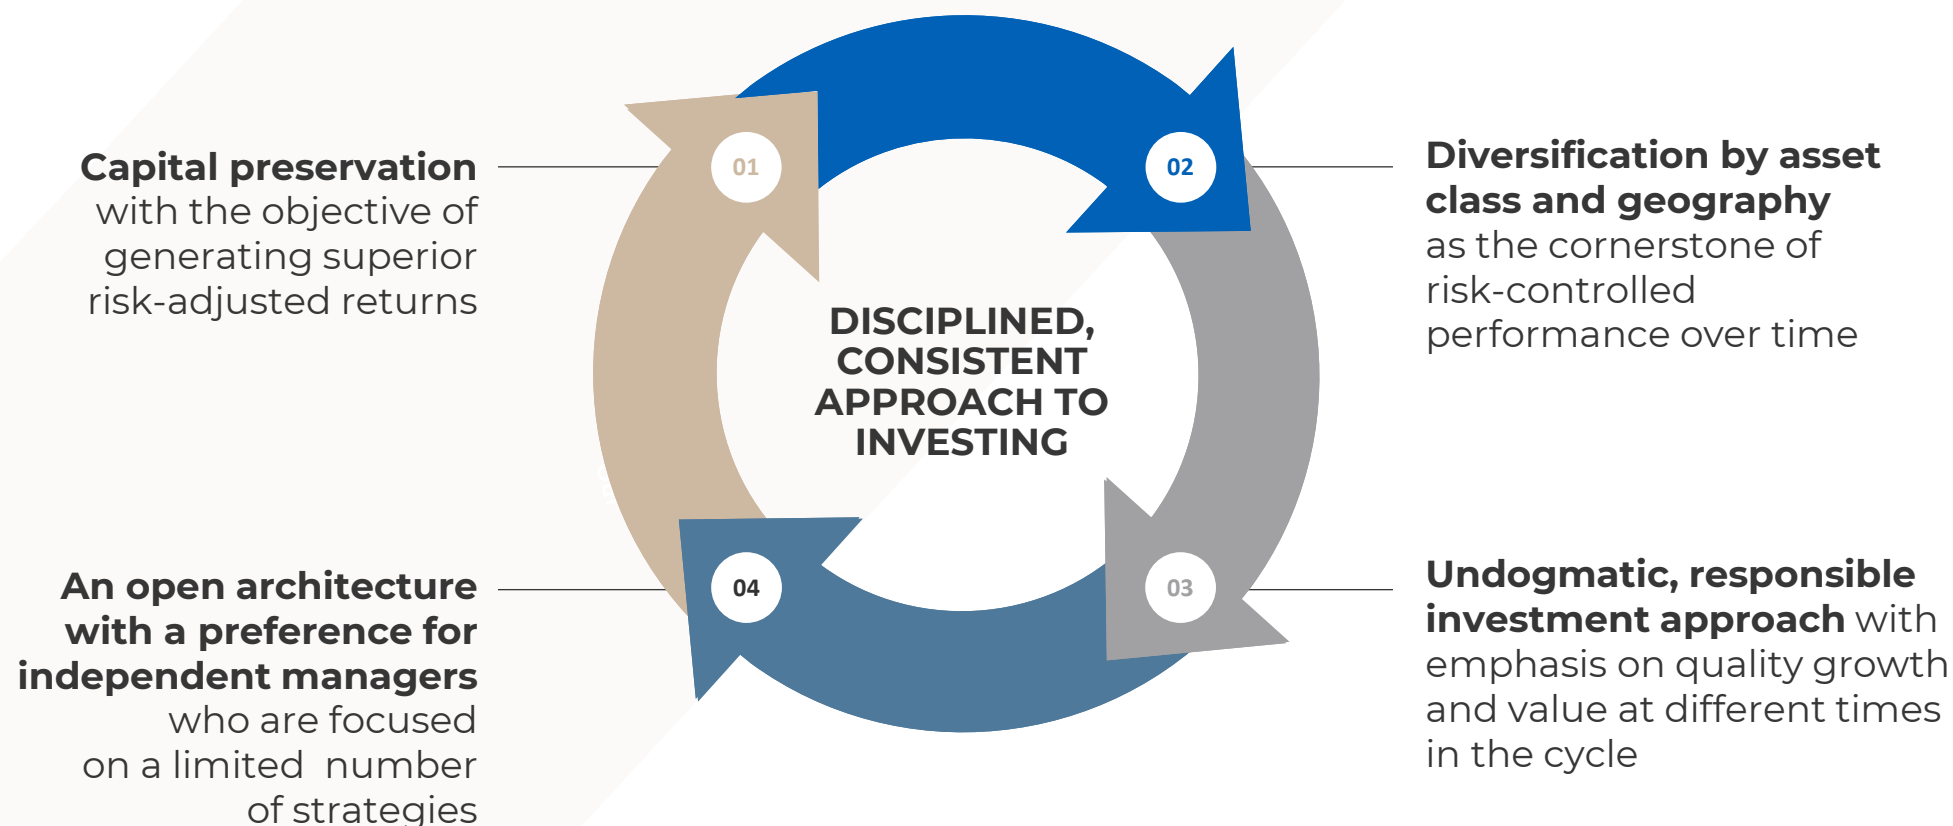 01
Capital preservation
with the objective of
generating superior
risk-adjusted returns
02
Diversification by asset
class and geography
as the cornerstone of
risk-controlled
performance over time
DISCIPLINED,
CONSISTENT
APPROACH TO
INVESTING
03
Undogmatic, responsible
investment approach with
emphasis on quality growth
and value at different times
in the cycle
04
An open architecture
with a preference for
independent managers
who are focused
on a limited number
of strategies